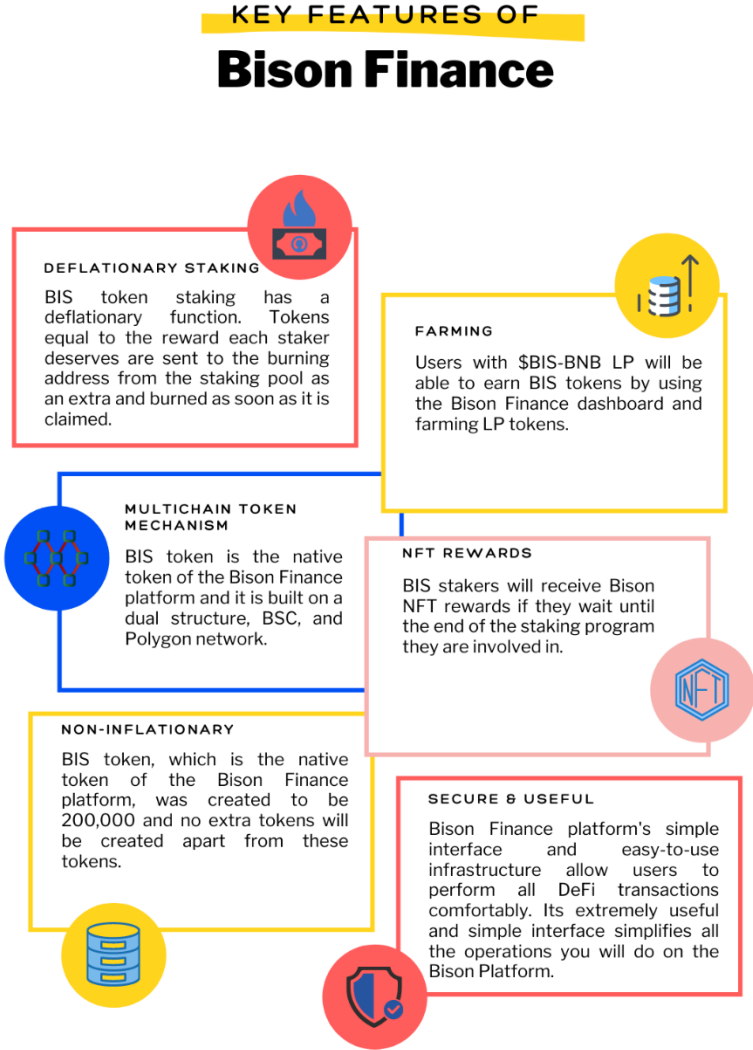 KEY FEATURES OF
Bison Finance
DEFLATIONARY STAKING
BIS token staking has a
deflationary function. Tokens
equal to the reward each staker
deserves are sent to the burning
address from the staking pool as
an extra and burned as soon as it is
claimed.
FARMING
Users with $BIS-BNB LP will be
able to earn BIS tokens by using
the Bison Finance dashboard and
farming LP tokens.
MULTICHAIN TOKEN
MECHANISM
BIS token is the native
token of the Bison Finance
platform and it is built on a
dual structure, BSC, and
Polygon network.
NFT REWARDS
BIS stakers will receive Bison
NFT rewards if they wait until
the end of the staking program
they are involved in.
NFT
NON-INFLATIONARY
BIS token, which is the native
token of the Bison Finance
platform, was created to be
200,000 and no extra tokens will
be created apart from these
tokens.
SECURE & USEFUL
Bison Finance platform's simple
interface and easy-to-use
infrastructure allow users to
perform all DeFi transactions
comfortably. Its extremely useful
and simple interface simplifies all
the operations you will do on the
Bison Platform.